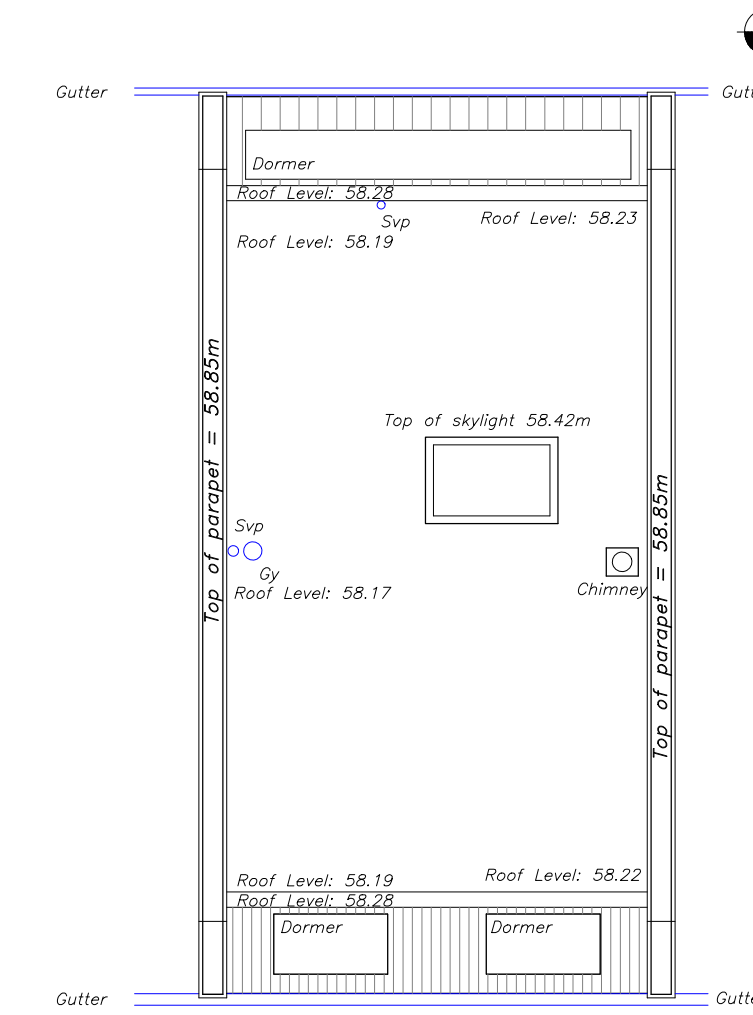 Gutter
Gutt
Dormer
Roof Level: 58.28
Svp
Roof Level: 58.23
Roof Level: 58.19
Top of parapet = 58.85m
Top of skylight 58.42m
Top of parapet = 58.85m
Svp
Gy
Chimney
Roof Level: 58.17
Roof Level: 58.22
Roof Level: 58.19
Roof Level: 58.28
Dormer
Dormer
Gutter
Gutte